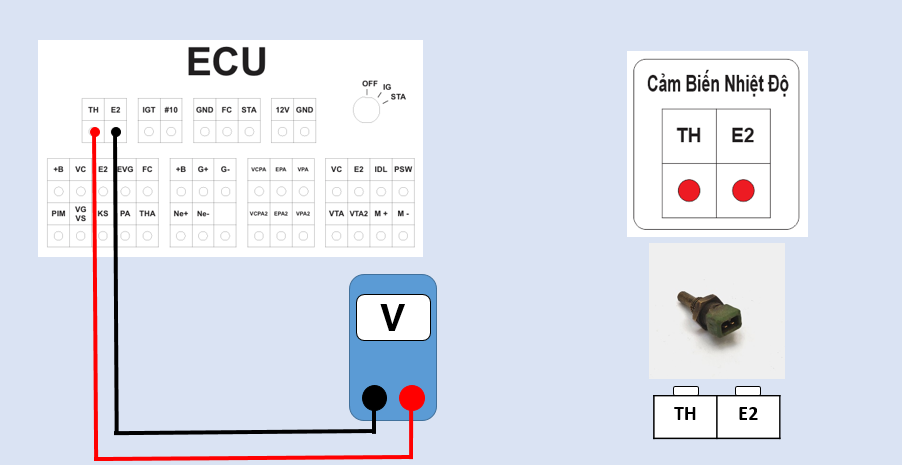 ECU
OFF
IG
STA
TH E2 IGT #10 GND FC STA 12V GND
+B VC E2 EVG FC +B G+ G- VCPA EPA VPA VC E2 IDL PSW
PIM VG VS KS PA THA Ne+ Ne- VCPA2 EPA2 VPA2 VTA VTA2 M + M -
V
Cảm Biến Nhiệt Độ
TH E2
TH E2